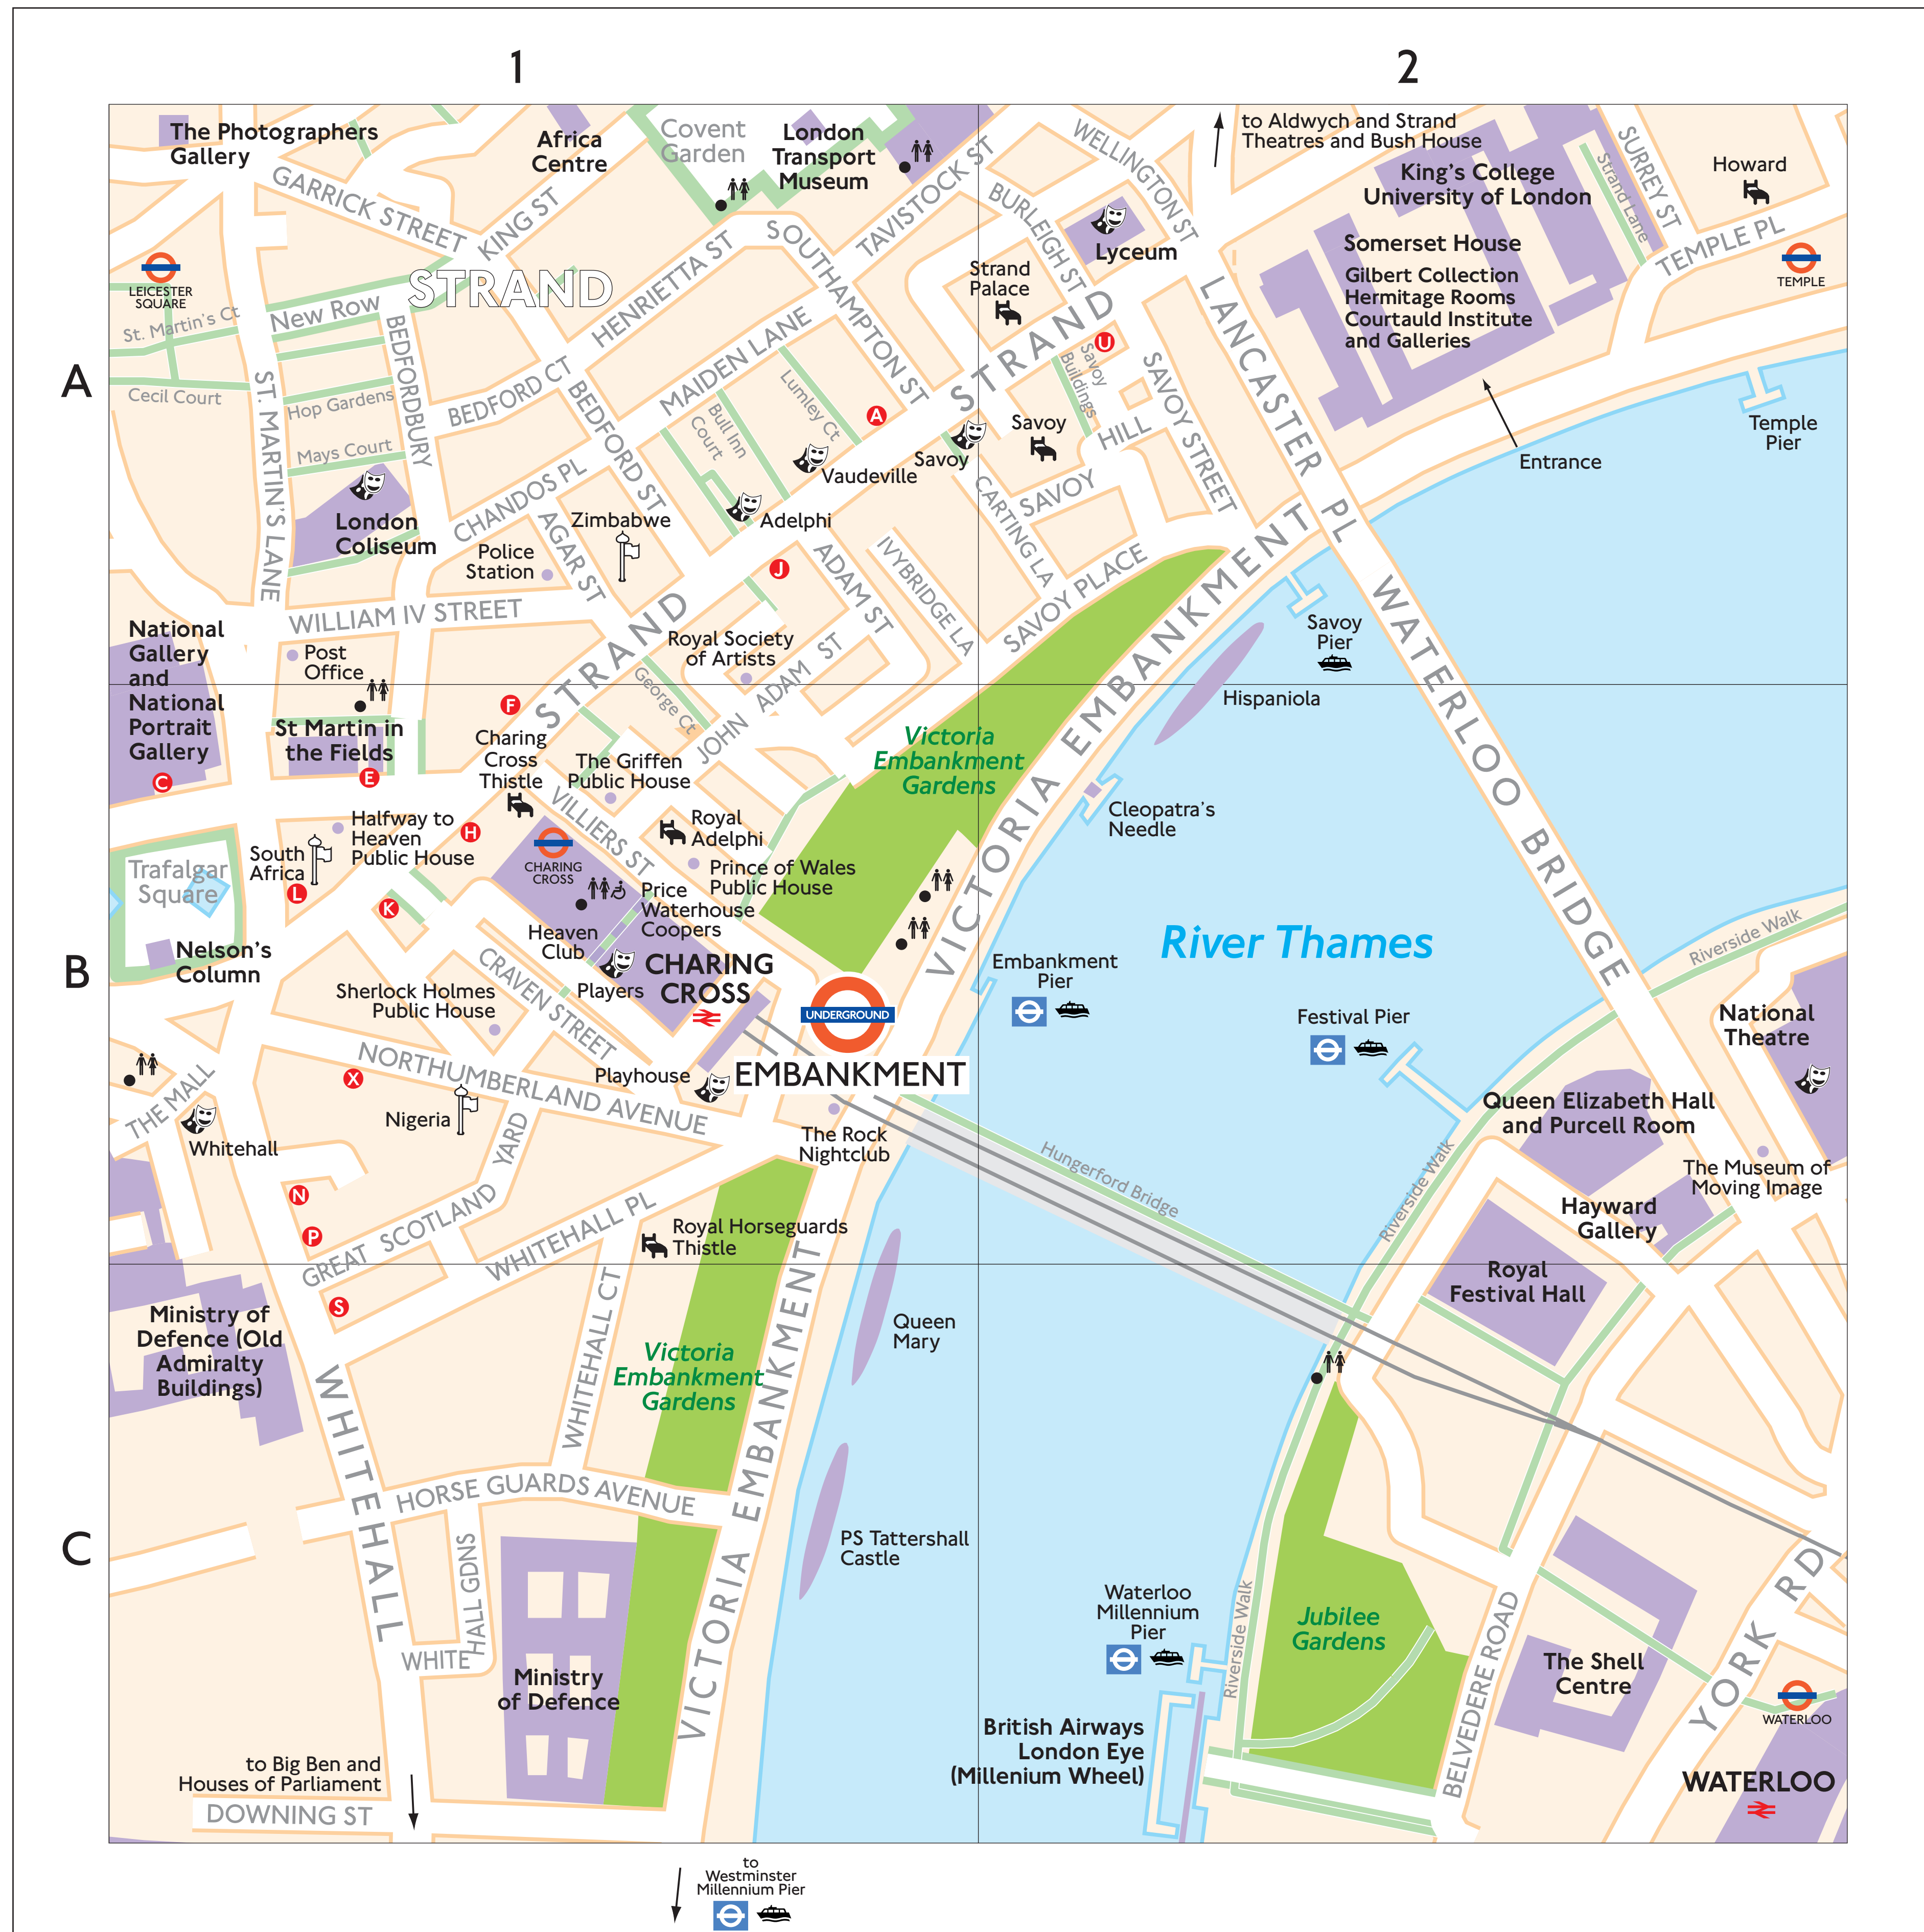 1
2
A
B
C
The Photographers
Gallery
Africa
Centre
Covent
Garden
London
Transport
Museum
GARRICK STREET
KING ST
TAVISTOCK ST
SOUTHAMPTON ST
HENRIETTA ST
STRAND
LEICESTER
SQUARE
St. Martin's Ct
New Row
Cecil Court
ST. MARTIN'S LANE
BEDFORDBURY
Hop Gardens
Mays Court
BEDFORD CT
BEDFORD ST
MAIDEN LANE
Lumley Ct
Bull Inn
Court
A
Vaudeville
Savoy
Adelphi
London
Coliseum
CHANDOS PL
AGAR ST
Zimbabwe
Police
Station
J
ADAM ST
IVYBRIDGE LA
WILLIAM IV STREET
STRAND
Royal Society
of Artists
JOHN ADAM ST
George Ct
National
Gallery
and
National
Portrait
Gallery
Post
Office
to Aldwych and Strand
Theatres and Bush House
WELLINGTON ST
BURLEIGH ST
Lyceum
Strand
Palace
STRAND
U
Savoy
Buildings
Savoy
SAVOY HILL
SAVOY STREET
CARTING LA
SAVOY PLACE
LANCASTER PL
King's College
University of London
Somerset House
Gilbert Collection
Hermitage Rooms
Courtauld Institute
and Galleries
Strand Lane
SURREY ST
Howard
TEMPLE PL
TEMPLE
Temple
Pier
Entrance
VICTORIA EMBANKMENT
WATERLOO BRIDGE
Savoy
Pier
Hispaniola
C
St Martin in
the Fields
E
F
Charing
Cross
Thistle
The Griffen
Public House
Victoria
Embankment
Gardens
Cleopatra's
Needle
Halfway to
Heaven
Public House
H
VILLIERS ST
Royal
Adelphi
South
Africa
L
K
Trafalgar
Square
CHARING
CROSS
Prince of Wales
Public House
Price
Waterhouse
Coopers
Heaven
Club
Nelson's
Column
CHARING
CROSS
Players
CRAVEN STREET
Sherlock Holmes
Public House
UNDERGROUND
EMBANKMENT
Playhouse
NORTHUMBERLAND AVENUE
THE MALL
X
Nigeria
Whitehall
The Rock
Nightclub
N
P
GREAT SCOTLAND YARD
WHITEHALL PL
Royal Horseguards
Thistle
Embankment
Pier
River Thames
Festival Pier
Riverside Walk
National
Theatre
Queen Elizabeth Hall
and Purcell Room
The Museum of
Moving Image
Hayward
Gallery
Riverside Walk
Hungerford Bridge
Royal
Festival Hall
S
Ministry of
Defence (Old
Admiralty
Buildings)
WHITEHALL
WHITEHALL CT
Victoria
Embankment
Gardens
VICTORIA EMBANKMENT
Queen
Mary
HORSE GUARDS AVENUE
PS Tattershall
Castle
WHITEHALL GDNS
Ministry
of Defence
Waterloo
Millennium
Pier
Riverside Walk
Jubilee
Gardens
BELVEDERE ROAD
The Shell
Centre
YORK RD
WATERLOO
British Airways
London Eye
(Millenium Wheel)
WATERLOO
to Big Ben and
Houses of Parliament
DOWNING ST
to
Westminster
Millennium Pier